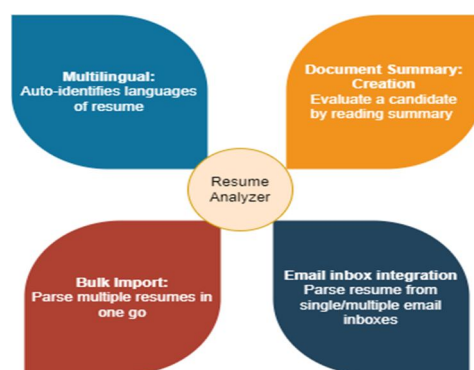 Multilingual:
Auto-identifies languages
of resume
Document Summary:
Creation
Evaluate a candidate
by reading summary
Resume
Analyzer
Bulk Import:
Parse multiple resumes in
one go
Email inbox integration
Parse resume from
single/multiple email
inboxes